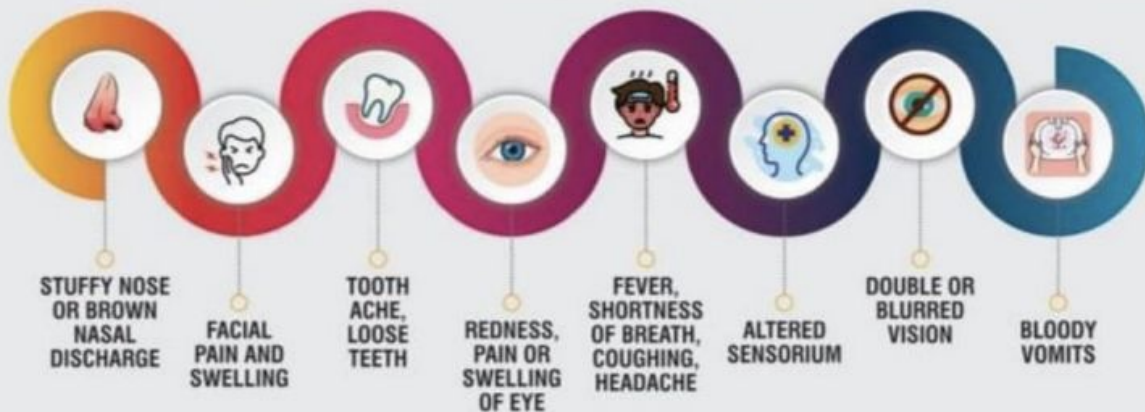 STUFFY NOSE
OR BROWN
NASAL
DISCHARGE
FACIAL
PAIN AND
SWELLING
TOOTH
ACHE,
LOOSE
TEETH
REDNESS,
PAIN OR
SWELLING
OF EYE
FEVER,
SHORTNESS
OF BREATH,
COUGHING,
HEADACHE
ALTERED
SENSORIUM
DOUBLE OR
BLURRED
VISION
BLOODY
VOMITS